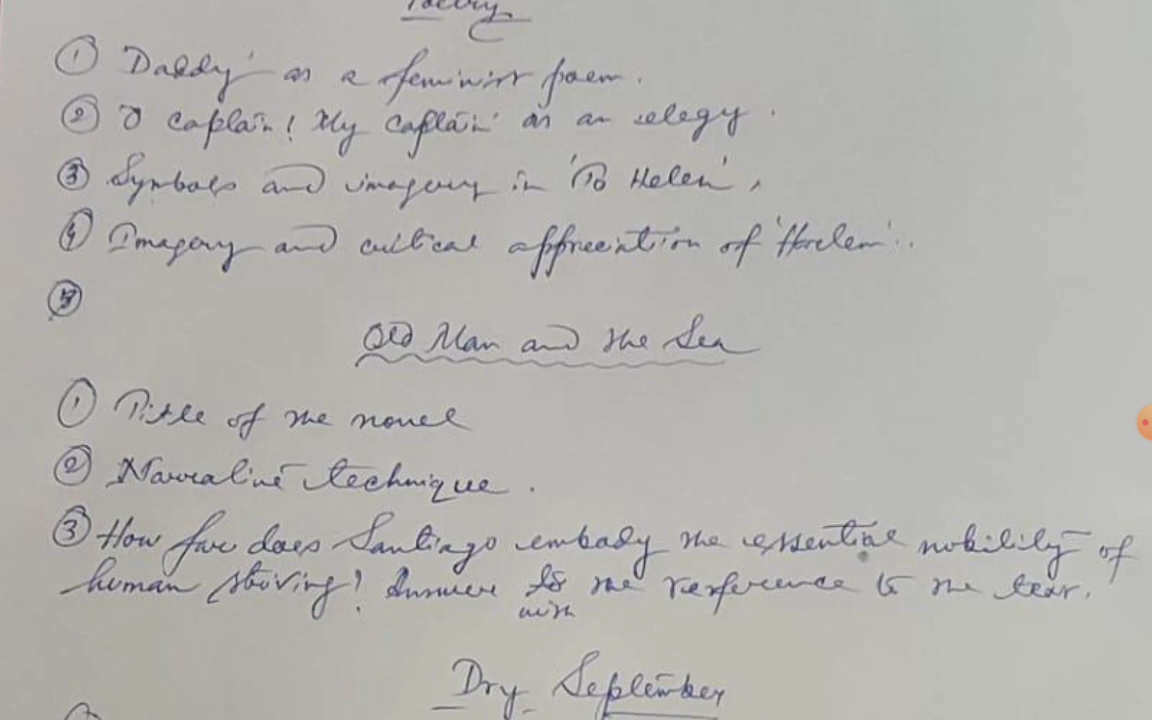 Poetry
① 'Daddy' as a feminist poem.
② O Captain! My Captain' as an elegy.
③ Symbols and imagery in 'To Helen',
④ Imagery and critical appreciation of 'Harlem'..
⑤
Old Man and the Sea
① Title of the novel
② Narrative technique.
③ How far does Santiago embody the essential nobility of
human striving? Answer with the reference to the text.
Dry September